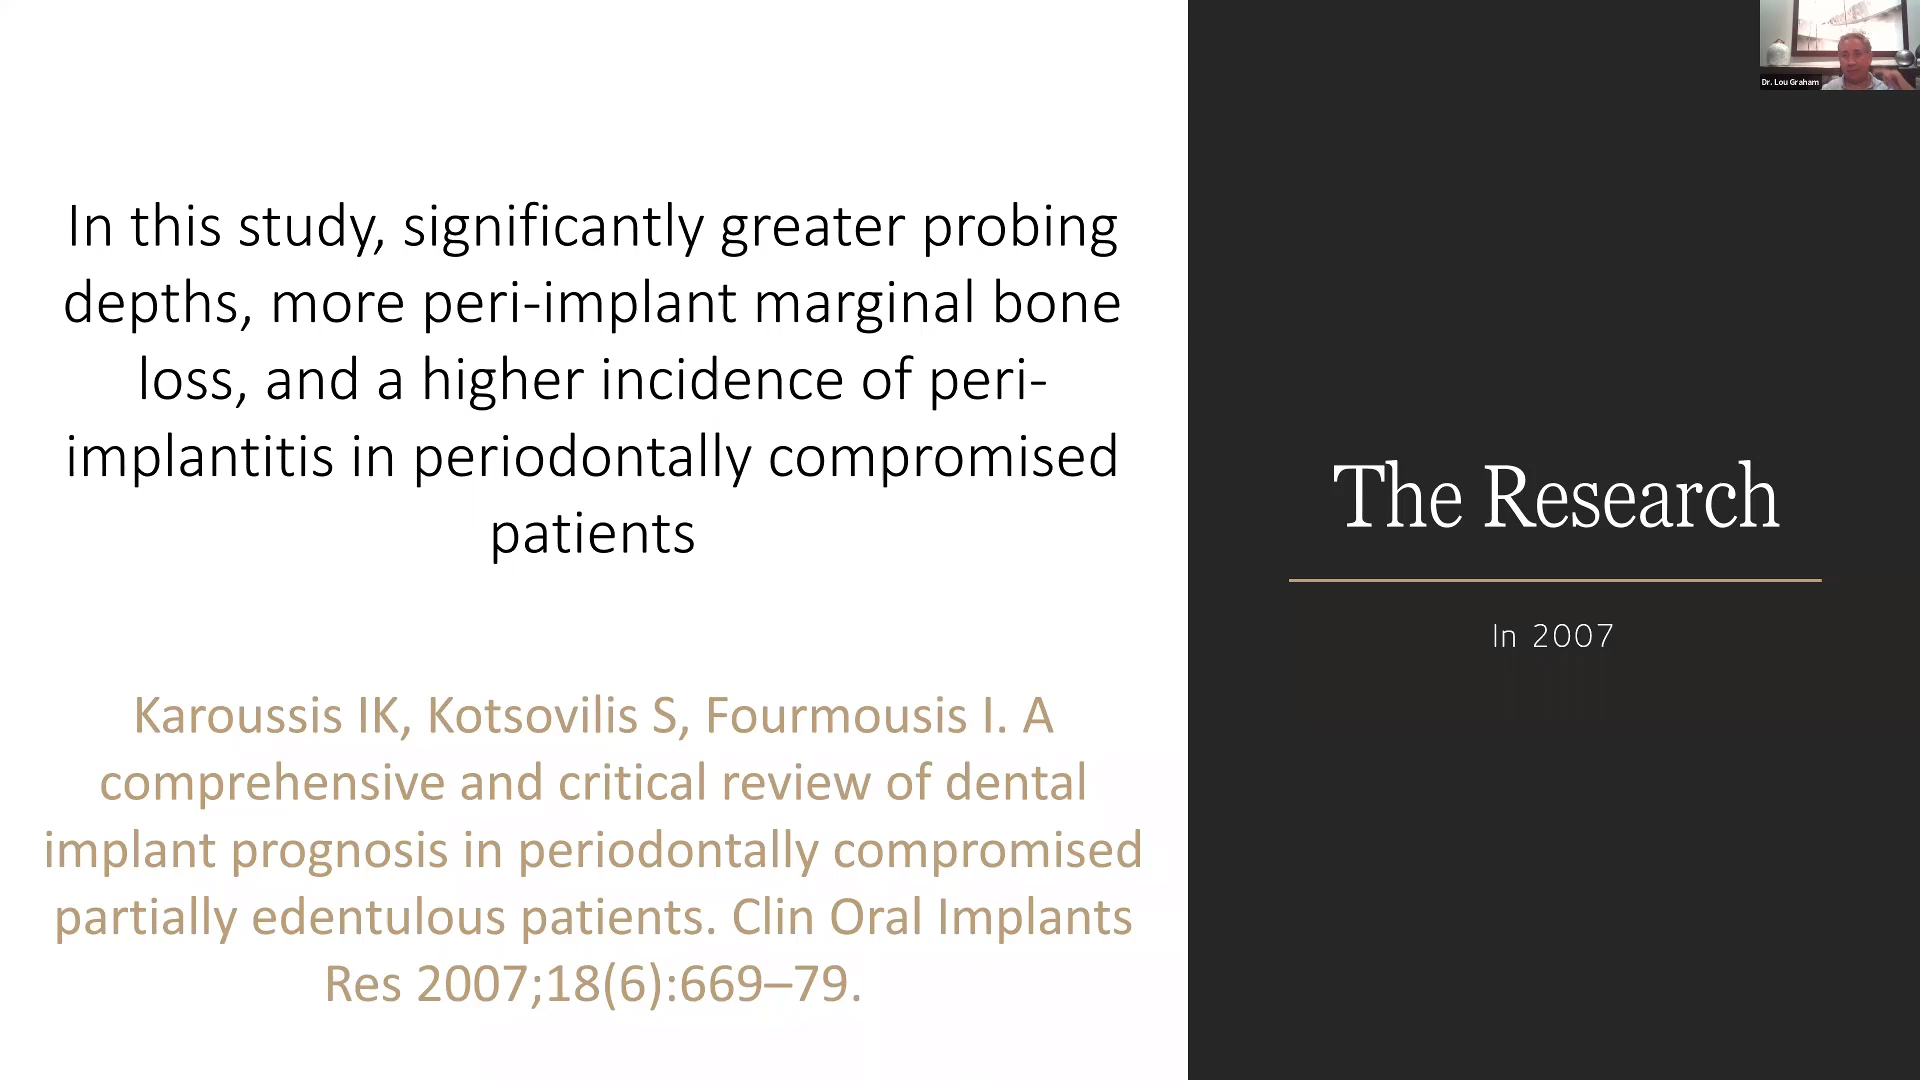 In this study, significantly greater probing
depths, more peri-implant marginal bone
loss, and a higher incidence of peri-
implantitis in periodontally compromised
patients
Karoussis IK, Kotsovilis S, Fourmousis I. A
comprehensive and critical review of dental
implant prognosis in periodontally compromised
partially edentulous patients. Clin Oral Implants
Res 2007;18(6):669–79.
The Research
In 2007
Dr. Lou Graham